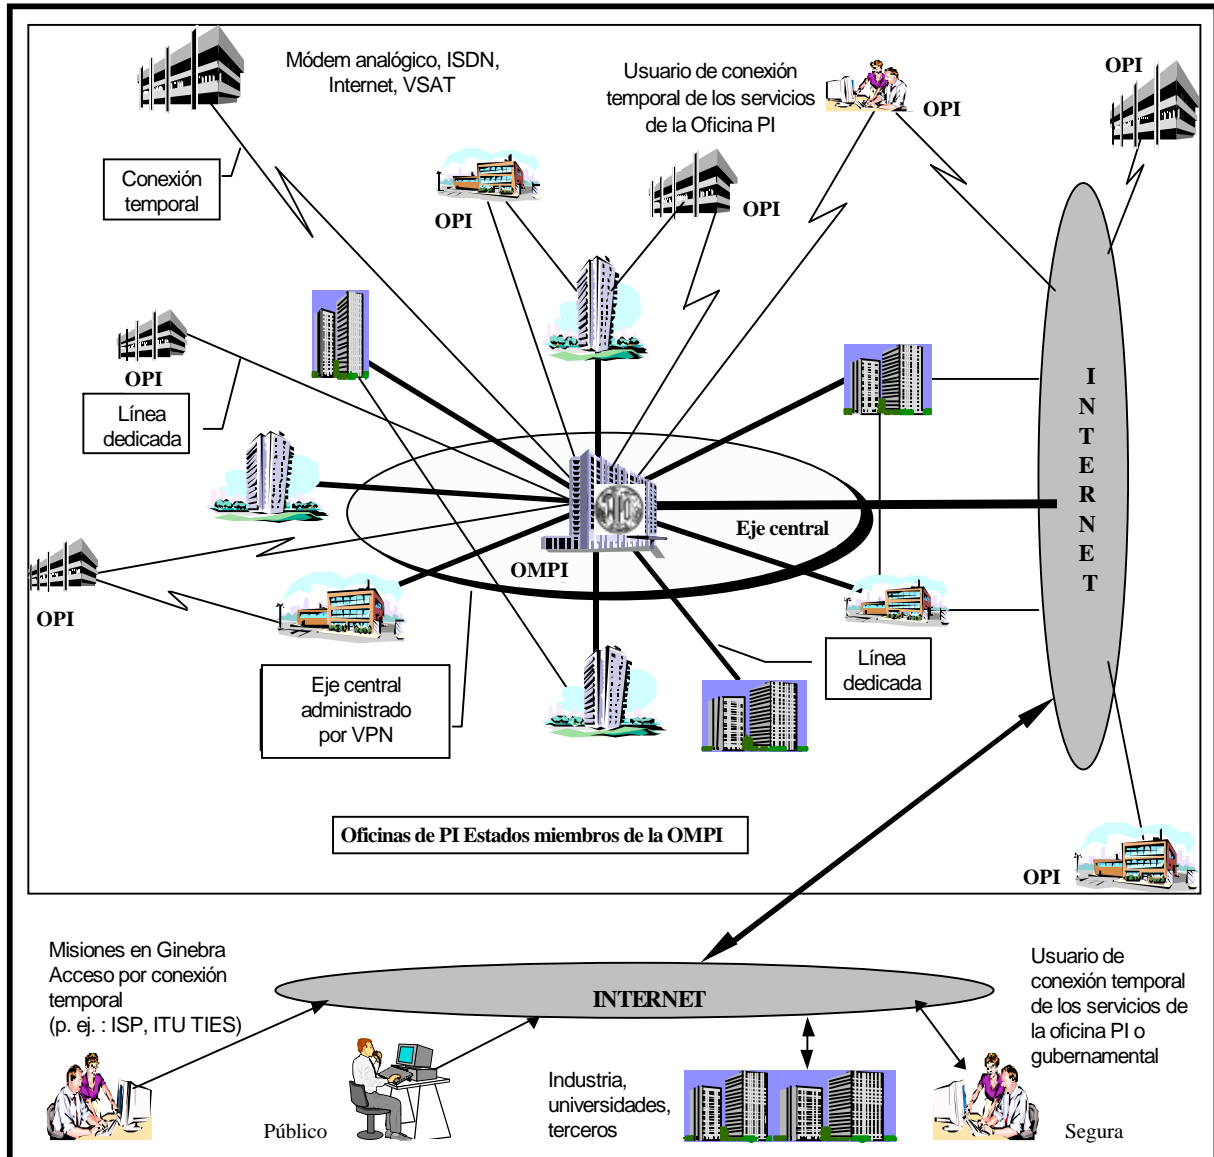 Módem analógico, ISDN,
Internet, VSAT
Usuario de conexión
temporal de los servicios
de la Oficina PI
OPI
OPI
Conexión
temporal
OPI
OPI
OPI
Línea
dedicada
I
N
T
E
R
N
E
T
Eje central
OMPI
OPI
Eje central
administrado
por VPN
Línea
dedicada
Oficinas de PI Estados miembros de la OMPI
OPI
Misiones en Ginebra
Acceso por conexión
temporal
(p. ej. : ISP, ITU TIES)
INTERNET
Usuario de
conexión temporal
de los servicios de
la oficina PI o
gubernamental
Público
Industria,
universidades,
terceros
Segura